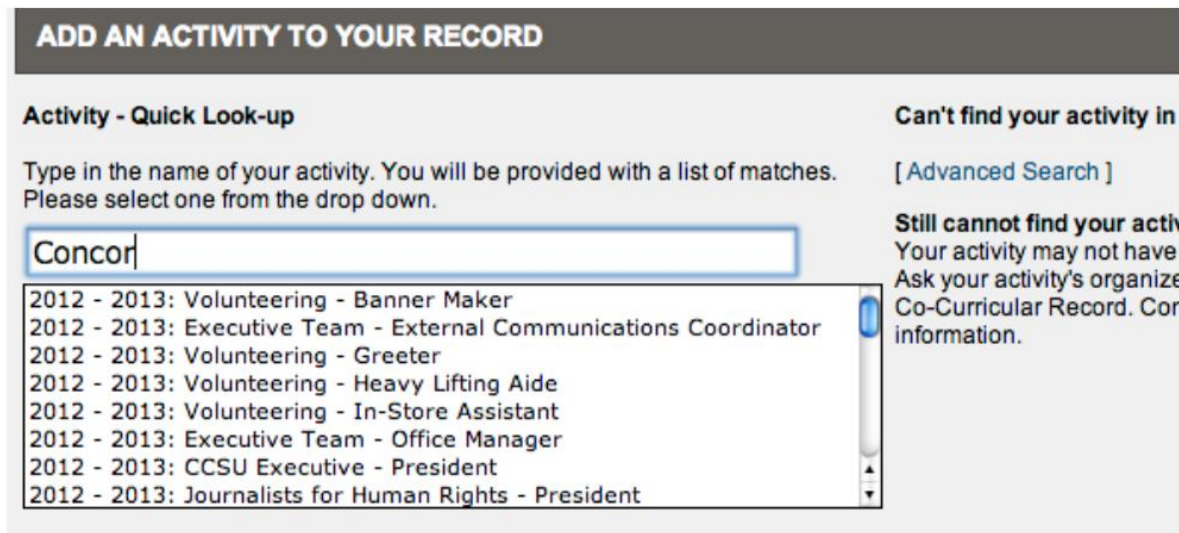 ADD AN ACTIVITY TO YOUR RECORD
Activity - Quick Look-up
Type in the name of your activity. You will be provided with a list of matches.
Please select one from the drop down.
Concor
2012 - 2013: Volunteering - Banner Maker
2012 - 2013: Executive Team - External Communications Coordinator
2012 - 2013: Volunteering - Greeter
2012 - 2013: Volunteering - Heavy Lifting Aide
2012 - 2013: Volunteering - In-Store Assistant
2012 - 2013: Executive Team - Office Manager
2012 - 2013: CCSU Executive - President
2012 - 2013: Journalists for Human Rights - President
Can't find your activity in
[ Advanced Search ]
Still cannot find your activ
Your activity may not have
Ask your activity's organize
Co-Curricular Record. Con
information.